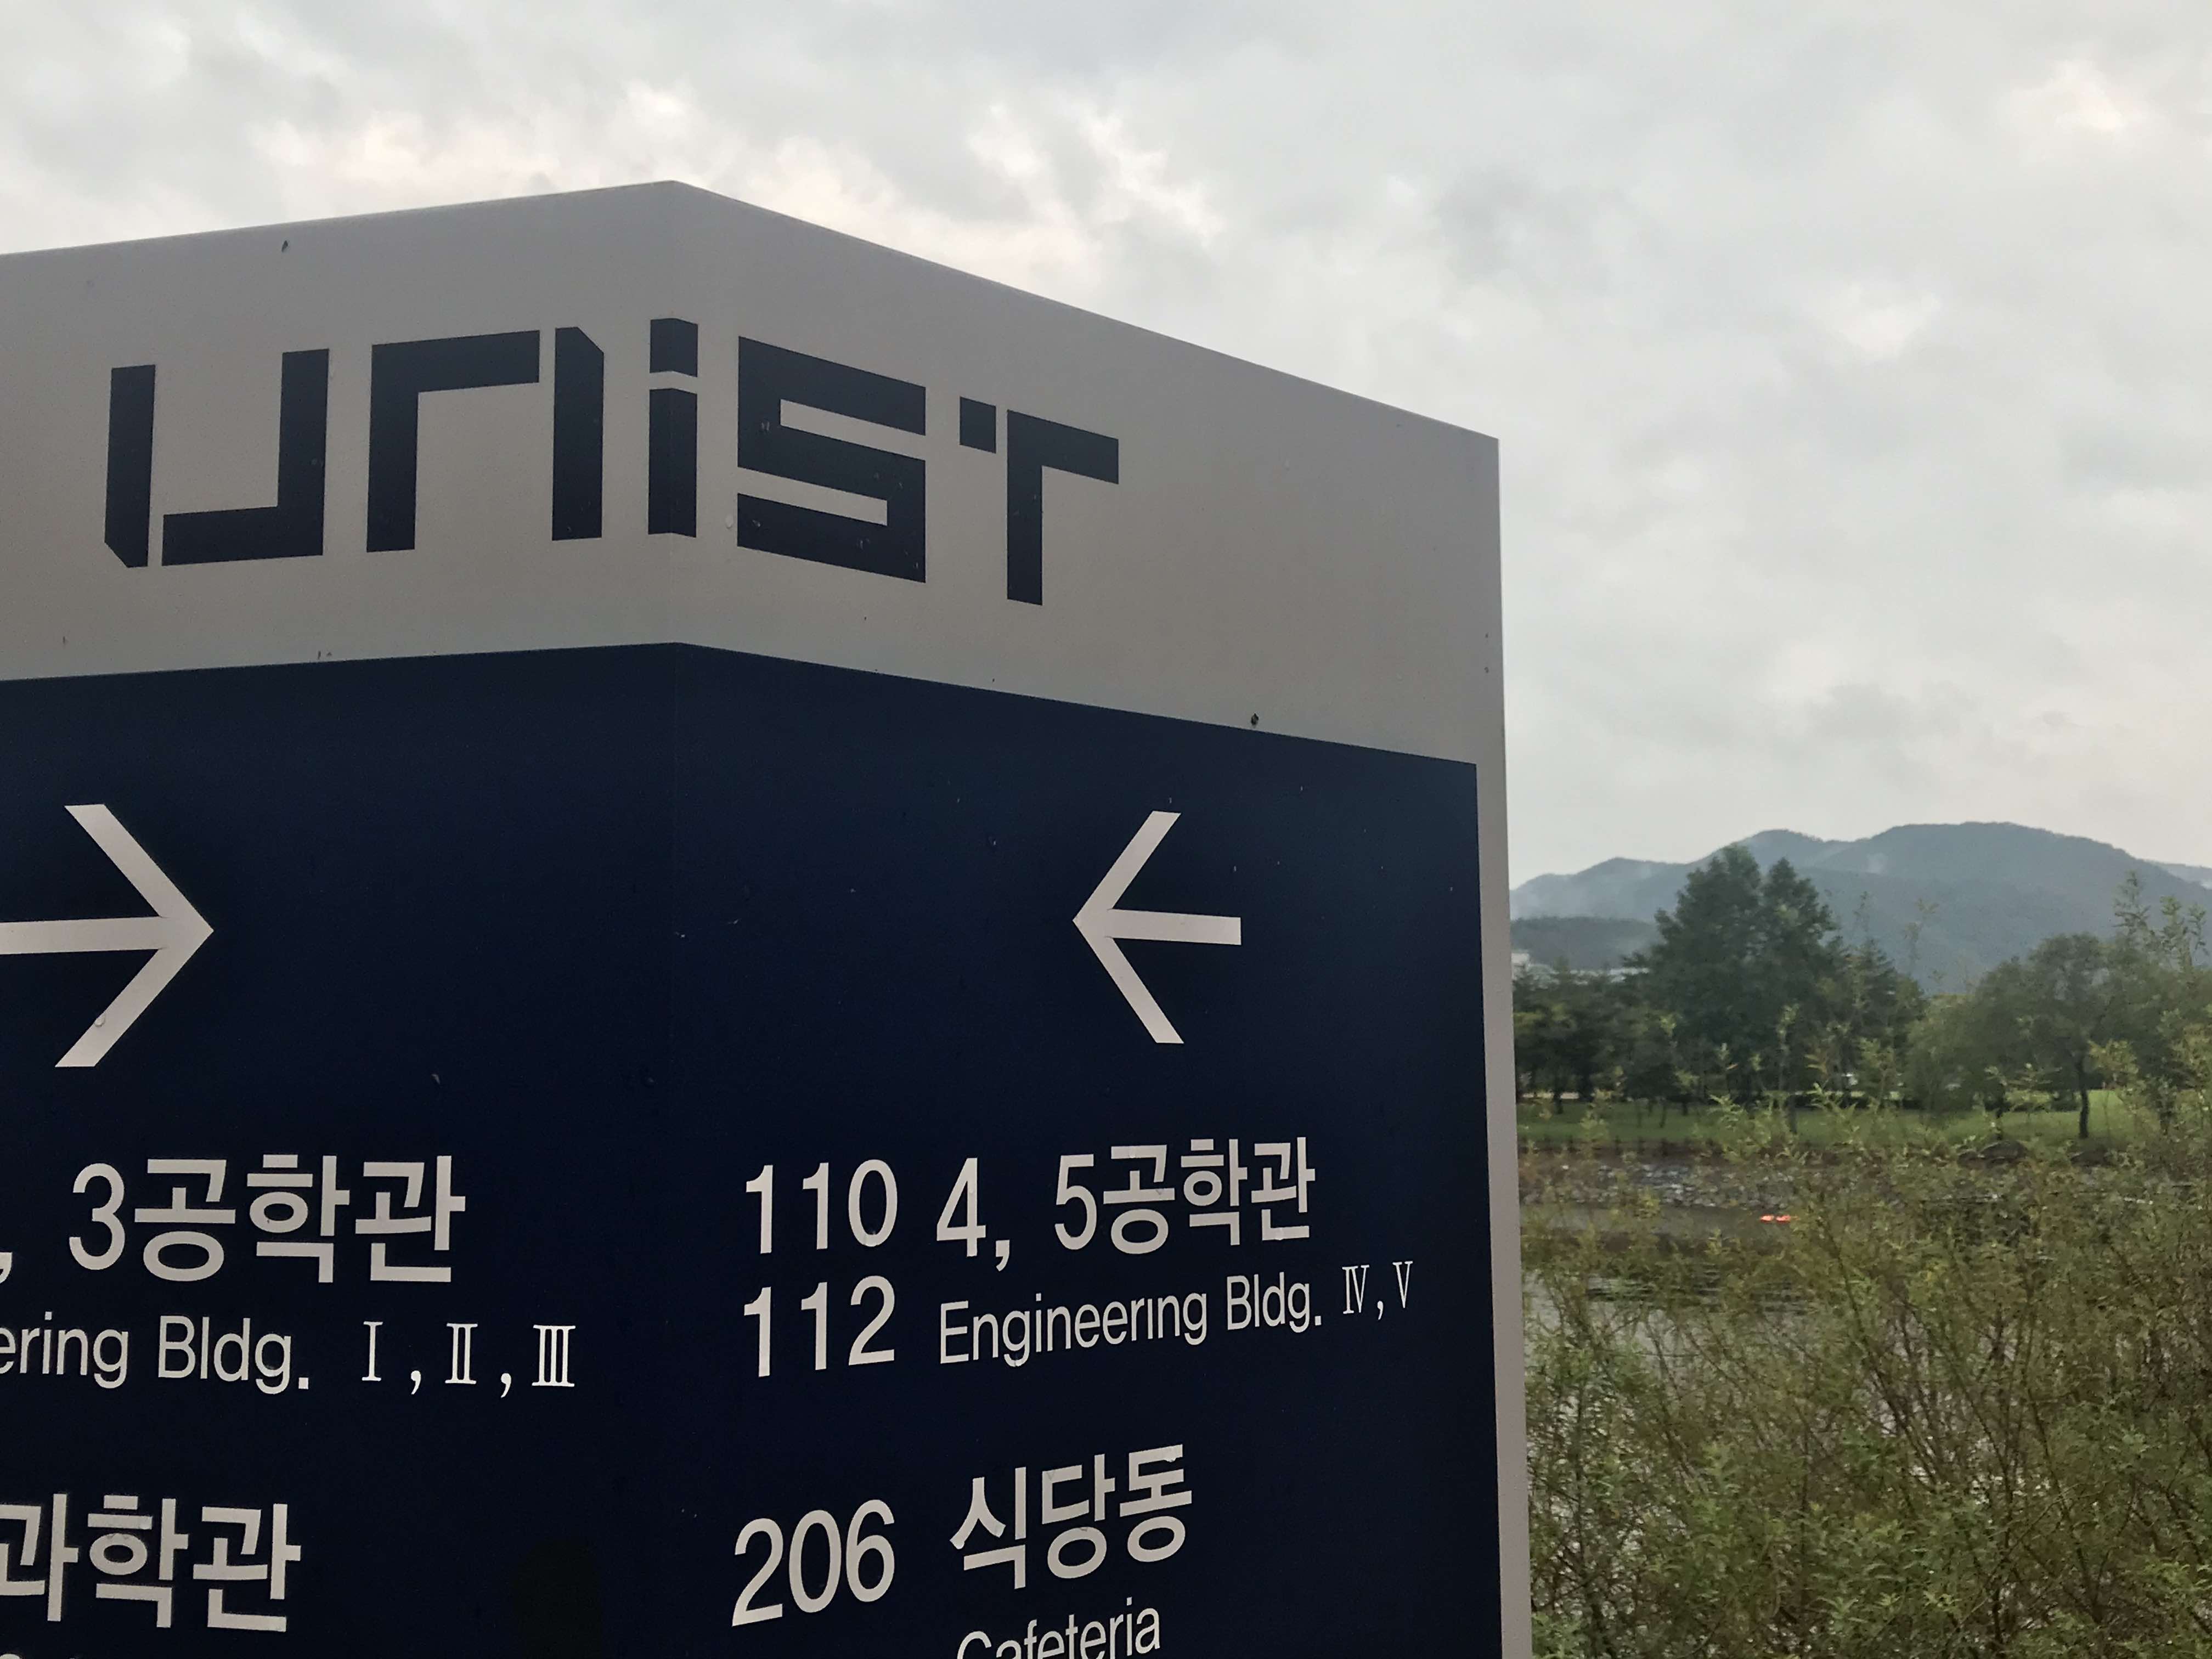 UNIST
, 3공학관
ering Bldg. Ⅰ, Ⅱ, Ⅲ
과학관
110 4, 5공학관
112 Engineering Bldg. Ⅳ, Ⅴ
206 식당동
Cafeteria